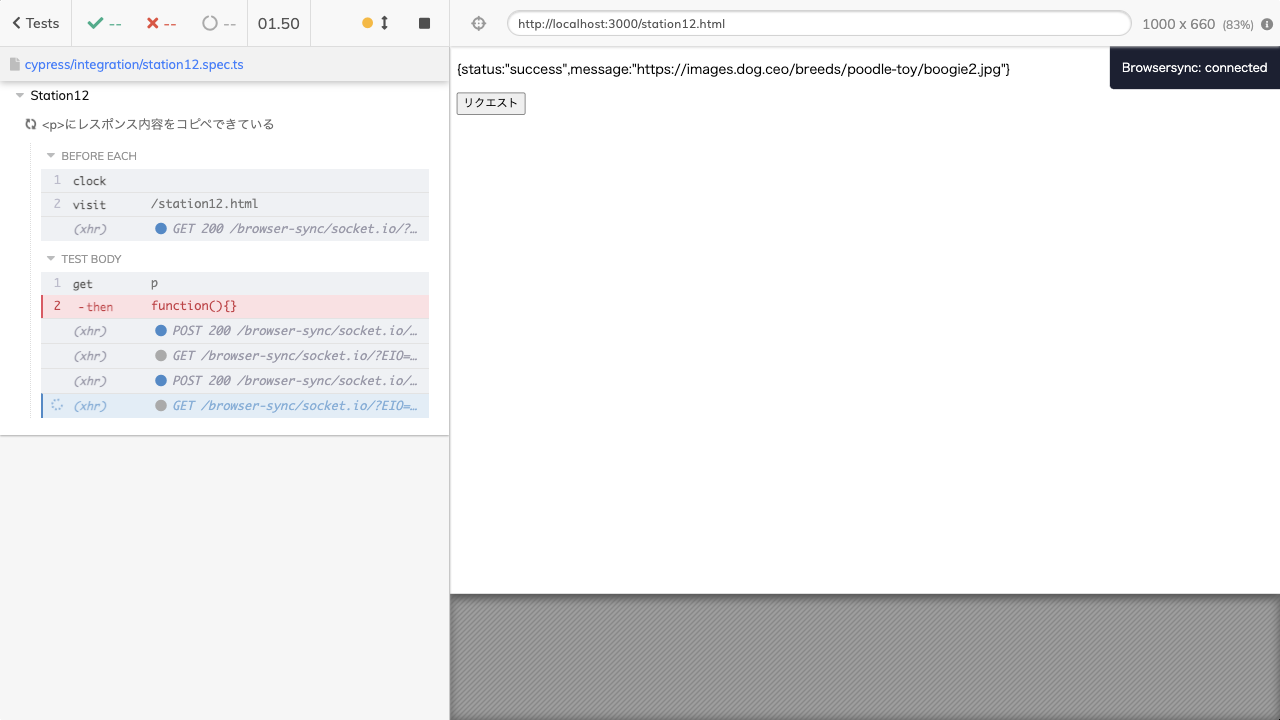 Tests
--
--
--
01.50
http://localhost:3000/station12.html
1000 x 660 (83%)
cypress/integration/station12.spec.ts
Station12
<p>にレスポンス内容をコピペできている
BEFORE EACH
1 clock
2 visit /station12.html
(xhr) GET 200 /browser-sync/socket.io/?…
TEST BODY
1 get p
2 -then function(){}
(xhr) POST 200 /browser-sync/socket.io/…
(xhr) GET /browser-sync/socket.io/?EIO=…
(xhr) POST 200 /browser-sync/socket.io/…
(xhr) GET /browser-sync/socket.io/?EIO=…
{status:"success",message:"https://images.dog.ceo/breeds/poodle-toy/boogie2.jpg"}
Browsersync: connected
リクエスト